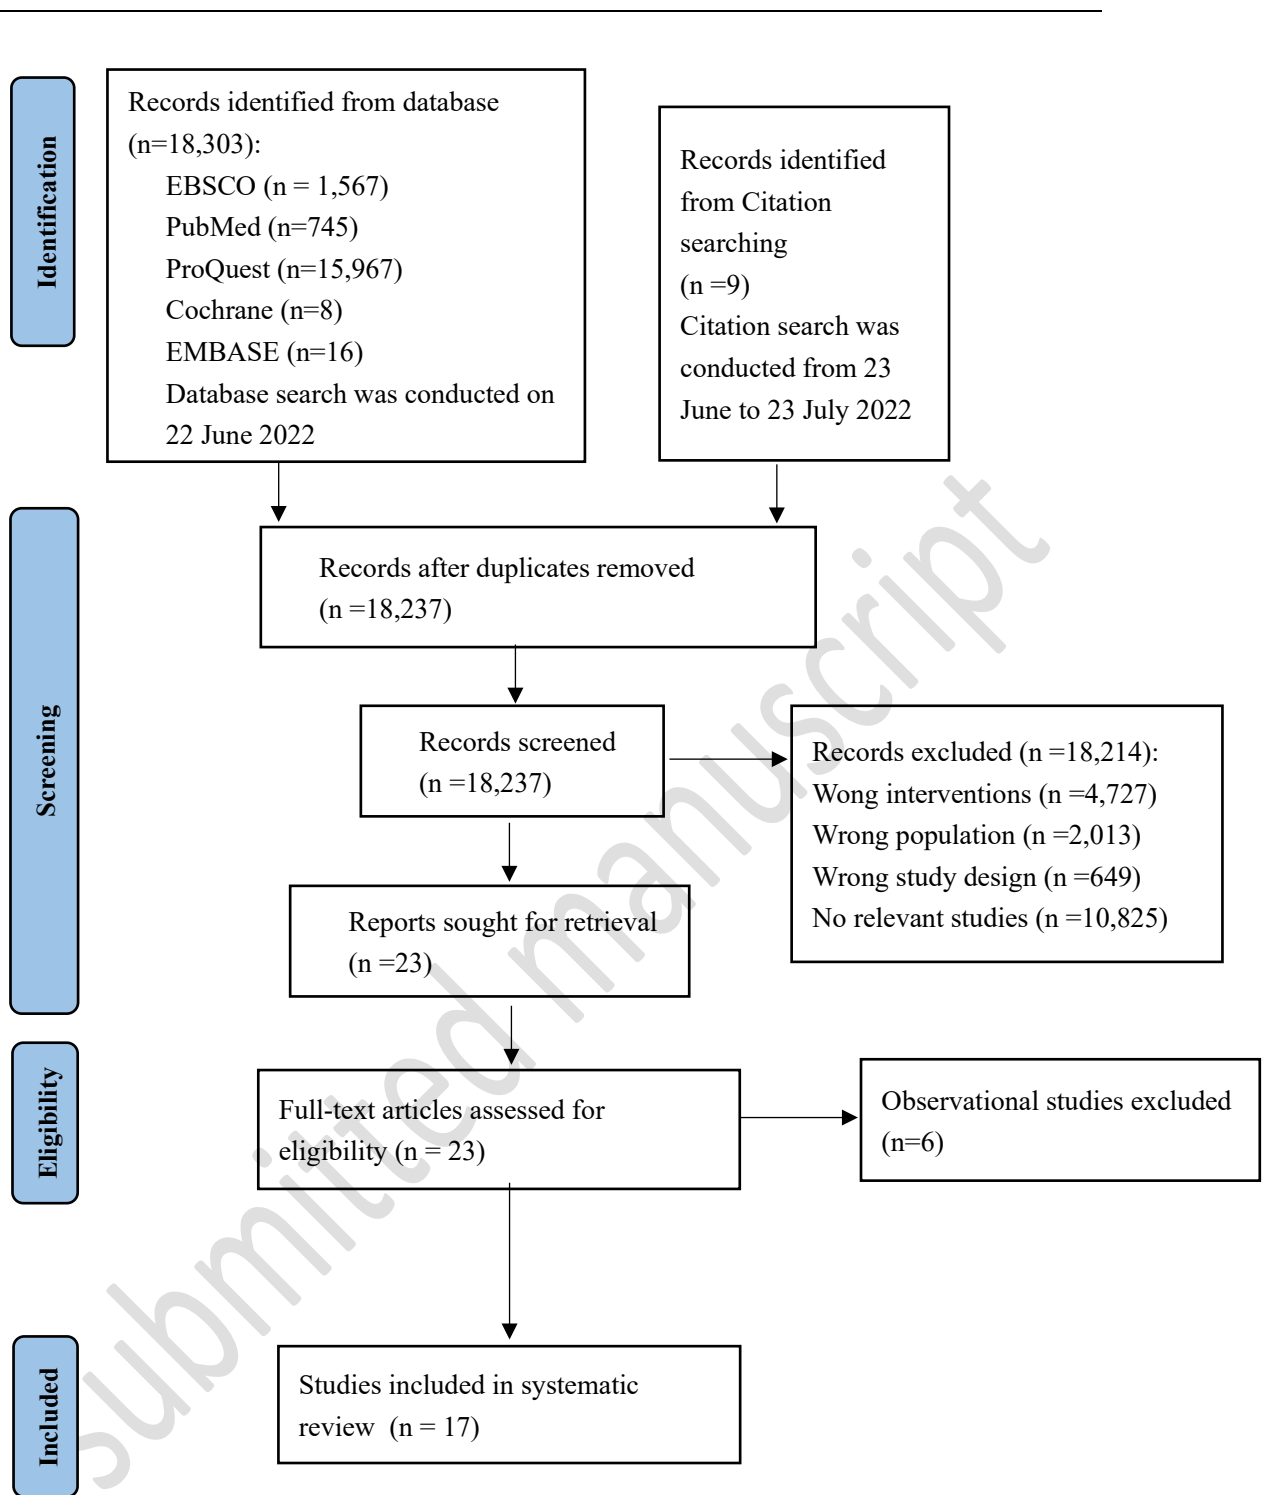 Identification
Records identified from database
(n=18,303):
EBSCO (n = 1,567)
PubMed (n=745)
ProQuest (n=15,967)
Cochrane (n=8)
EMBASE (n=16)
Database search was conducted on
22 June 2022
Records identified
from Citation
searching
(n =9)
Citation search was
conducted from 23
June to 23 July 2022
Screening
Records after duplicates removed
(n =18,237)
Records screened
(n =18,237)
Records excluded (n =18,214):
Wong interventions (n =4,727)
Wrong population (n =2,013)
Wrong study design (n =649)
No relevant studies (n =10,825)
Reports sought for retrieval
(n =23)
Eligibility
Full-text articles assessed for
eligibility (n = 23)
Observational studies excluded
(n=6)
Included
Studies included in systematic
review (n = 17)
submitted manuscript